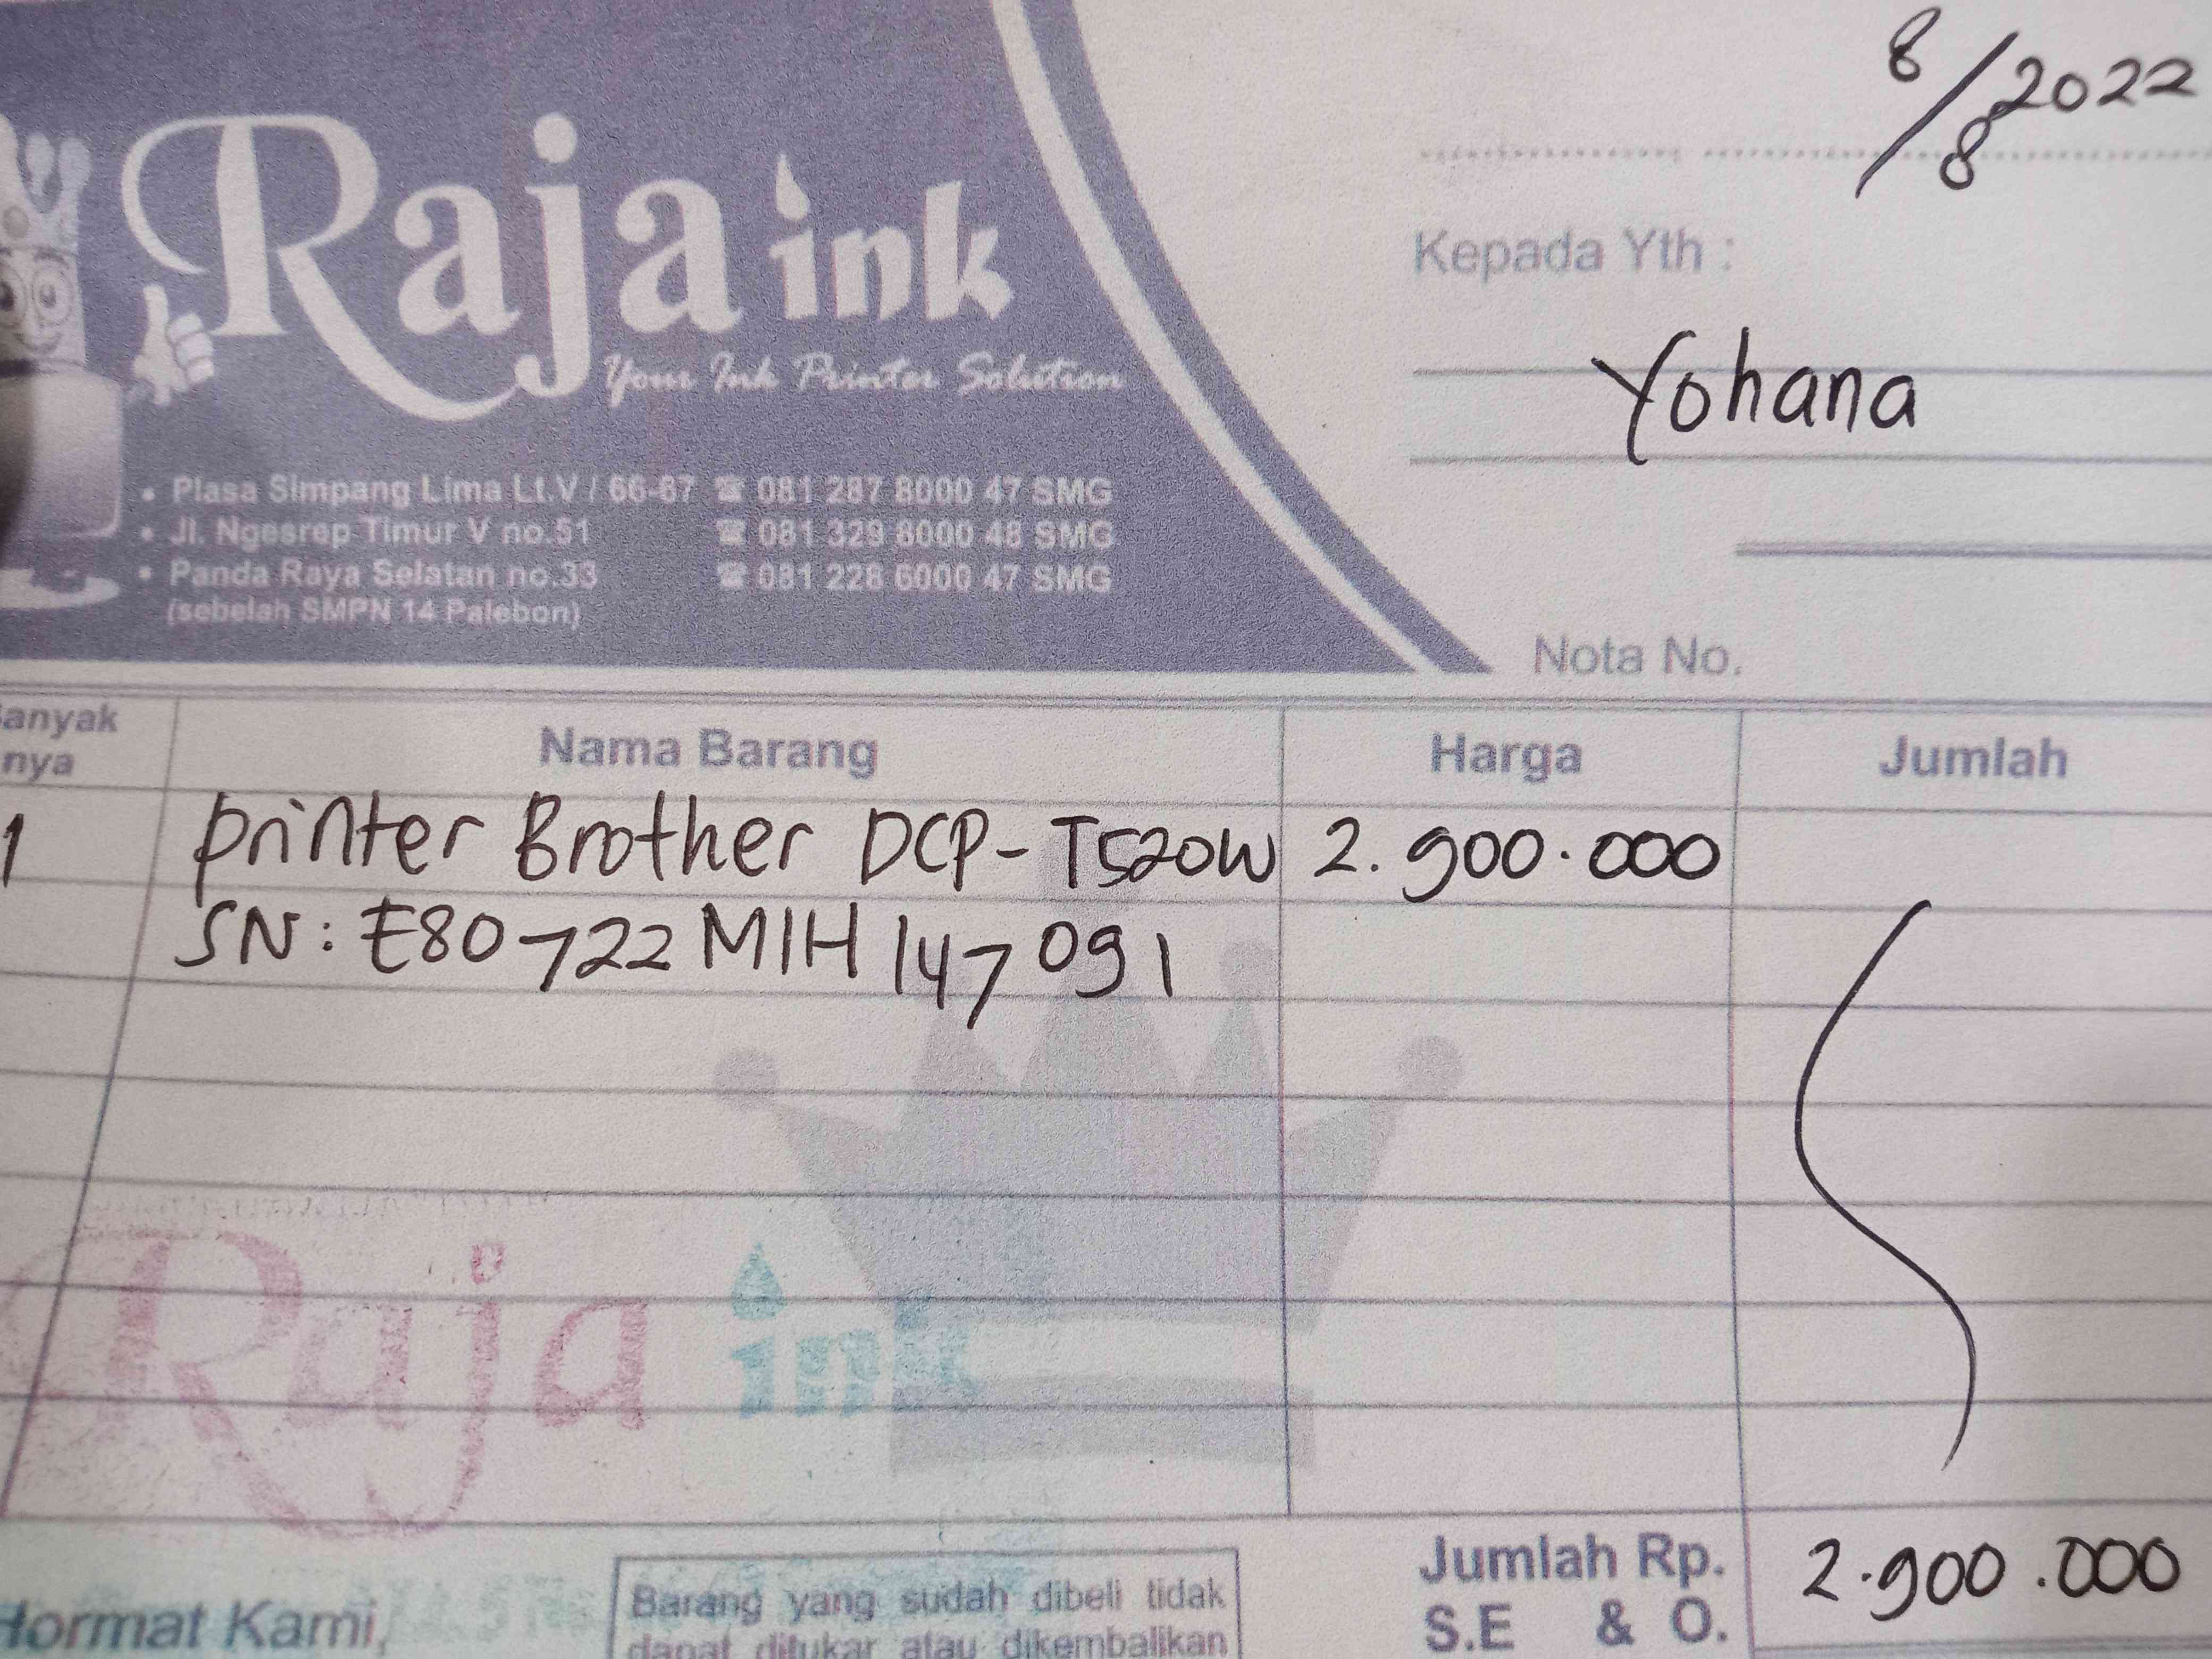 8/8 2022
Raja ink
Your Ink Printer Solution
Kepada Yth :
Yohana
• Plasa Simpang Lima Lt.V / 66-67 ☎ 081 287 8000 47 SMG
• Jl. Ngesrep Timur V no.51 ☎ 081 329 8000 48 SMG
• Panda Raya Selatan no.33 ☎ 081 228 6000 47 SMG
(sebelah SMPN 14 Palebon)
Nota No.
anyak
nya
Nama Barang
Harga
Jumlah
1 printer Brother DCP-T520W 2.900.000
SN: E80722M1H147091
Raja ink
Jumlah Rp. 2.900.000
S.E & O.
Hormat Kami,
Barang yang sudah dibeli tidak
dapat ditukar atau dikembalikan